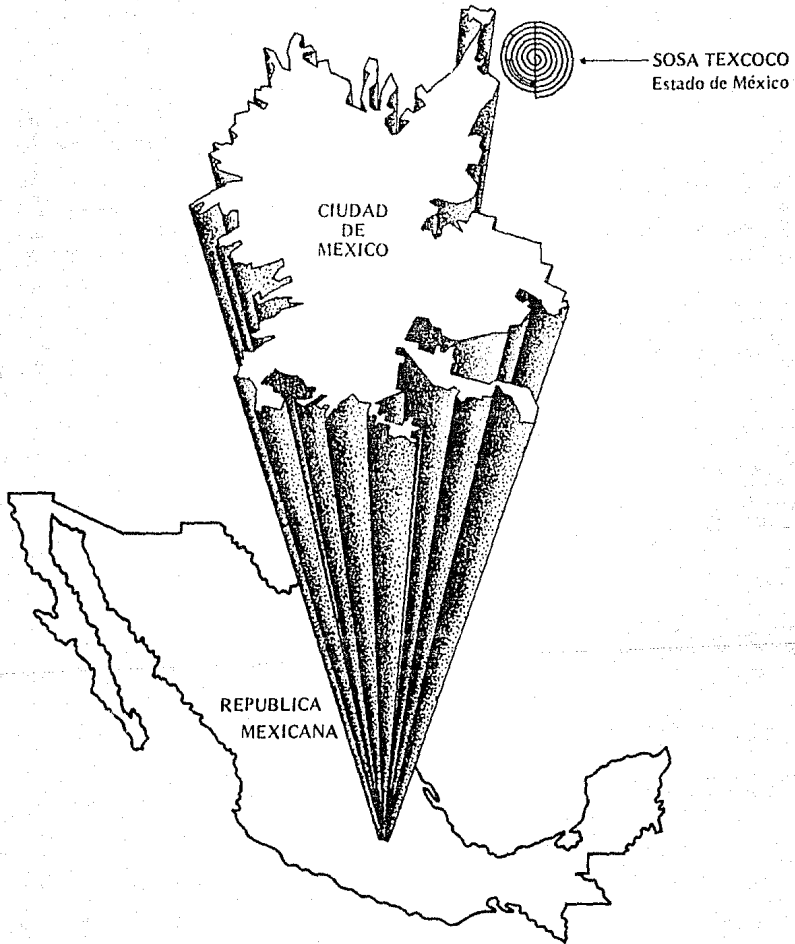 SOSA TEXCOCO
Estado de México
CIUDAD
DE
MEXICO
REPUBLICA
MEXICANA